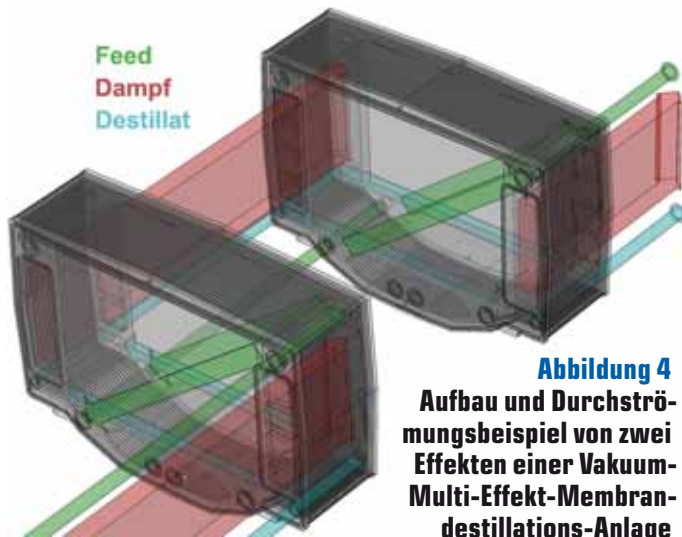 Feed
Dampf
Destillat
Abbildung 4
Aufbau und Durchströ-
mungsbeispiel von zwei
Effekten einer Vakuum-
Multi-Effekt-Membran-
destillations-Anlage